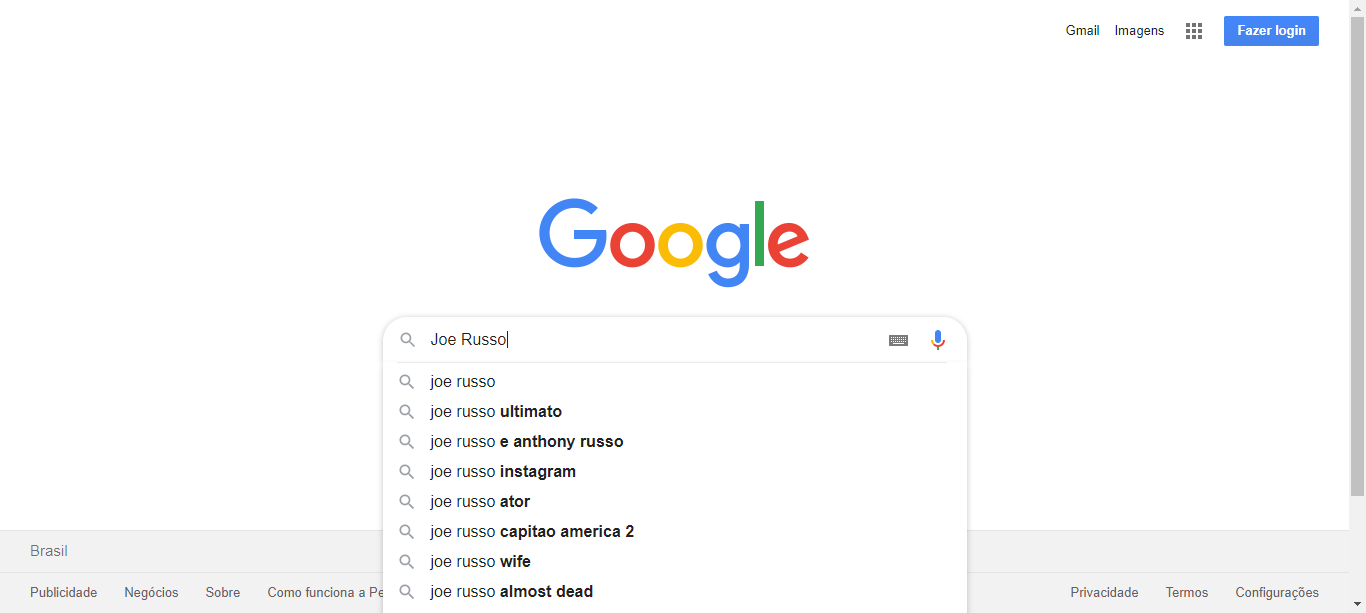 Gmail Imagens Fazer login
Google
Joe Russo
joe russo
joe russo ultimato
joe russo e anthony russo
joe russo instagram
joe russo ator
joe russo capitao america 2
joe russo wife
joe russo almost dead
Brasil
Publicidade Negócios Sobre Como funciona a Pe Privacidade Termos Configurações